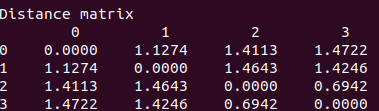 Distance matrix
0 1 2 3
0 0.0000 1.1274 1.4113 1.4722
1 1.1274 0.0000 1.4643 1.4246
2 1.4113 1.4643 0.0000 0.6942
3 1.4722 1.4246 0.6942 0.0000